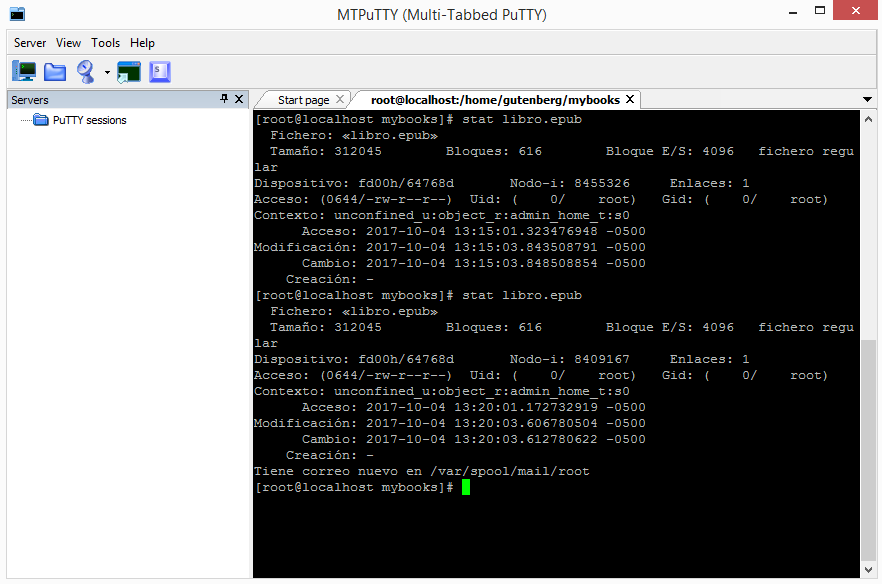 MTPuTTY (Multi-Tabbed PuTTY)
Server View Tools Help
Servers
PuTTY sessions
Start page
root@localhost:/home/gutenberg/mybooks
[root@localhost mybooks]# stat libro.epub
  Fichero: «libro.epub»
  Tamaño: 312045        Bloques: 616        Bloque E/S: 4096   fichero regu
lar
Dispositivo: fd00h/64768d       Nodo-i: 8455326     Enlaces: 1
Acceso: (0644/-rw-r--r--)  Uid: (    0/    root)   Gid: (    0/    root)
Contexto: unconfined_u:object_r:admin_home_t:s0
      Acceso: 2017-10-04 13:15:01.323476948 -0500
Modificación: 2017-10-04 13:15:03.843508791 -0500
      Cambio: 2017-10-04 13:15:03.848508854 -0500
    Creación: -
[root@localhost mybooks]# stat libro.epub
  Fichero: «libro.epub»
  Tamaño: 312045        Bloques: 616        Bloque E/S: 4096   fichero regu
lar
Dispositivo: fd00h/64768d       Nodo-i: 8409167     Enlaces: 1
Acceso: (0644/-rw-r--r--)  Uid: (    0/    root)   Gid: (    0/    root)
Contexto: unconfined_u:object_r:admin_home_t:s0
      Acceso: 2017-10-04 13:20:01.172732919 -0500
Modificación: 2017-10-04 13:20:03.606780504 -0500
      Cambio: 2017-10-04 13:20:03.612780622 -0500
    Creación: -
Tiene correo nuevo en /var/spool/mail/root
[root@localhost mybooks]#